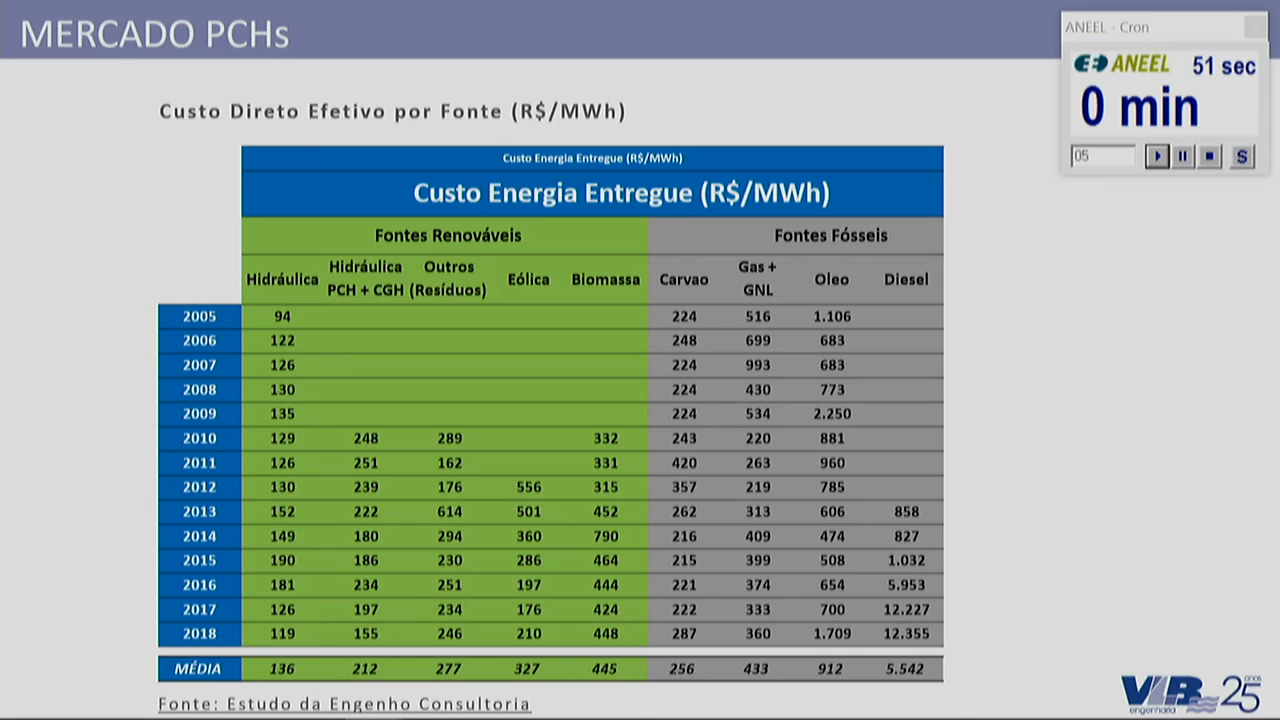 MERCADO PCHs
ANEEL - Cron
ANEEL 51 sec
0 min
05
S
Custo Direto Efetivo por Fonte (R$/MWh)
Custo Energia Entregue (R$/MWh)
Custo Energia Entregue (R$/MWh)
Fontes Renováveis Fontes Fósseis
Hidráulica Hidráulica PCH + CGH Outros (Resíduos) Eólica Biomassa Carvao Gas + GNL Oleo Diesel
2005 94 224 516 1.106
2006 122 248 699 683
2007 126 224 993 683
2008 130 224 430 773
2009 135 224 534 2.250
2010 129 248 289 332 243 220 881
2011 126 251 162 331 420 263 960
2012 130 239 176 556 315 357 219 785
2013 152 222 614 501 452 262 313 606 858
2014 149 180 294 360 790 216 409 474 827
2015 190 186 230 286 464 215 399 508 1.032
2016 181 234 251 197 444 221 374 654 5.953
2017 126 197 234 176 424 222 333 700 12.227
2018 119 155 246 210 448 287 360 1.709 12.355
MÉDIA 136 212 277 327 445 256 433 912 5.542
Fonte: Estudo da Engenho Consultoria
VLB engenharia 25 anos